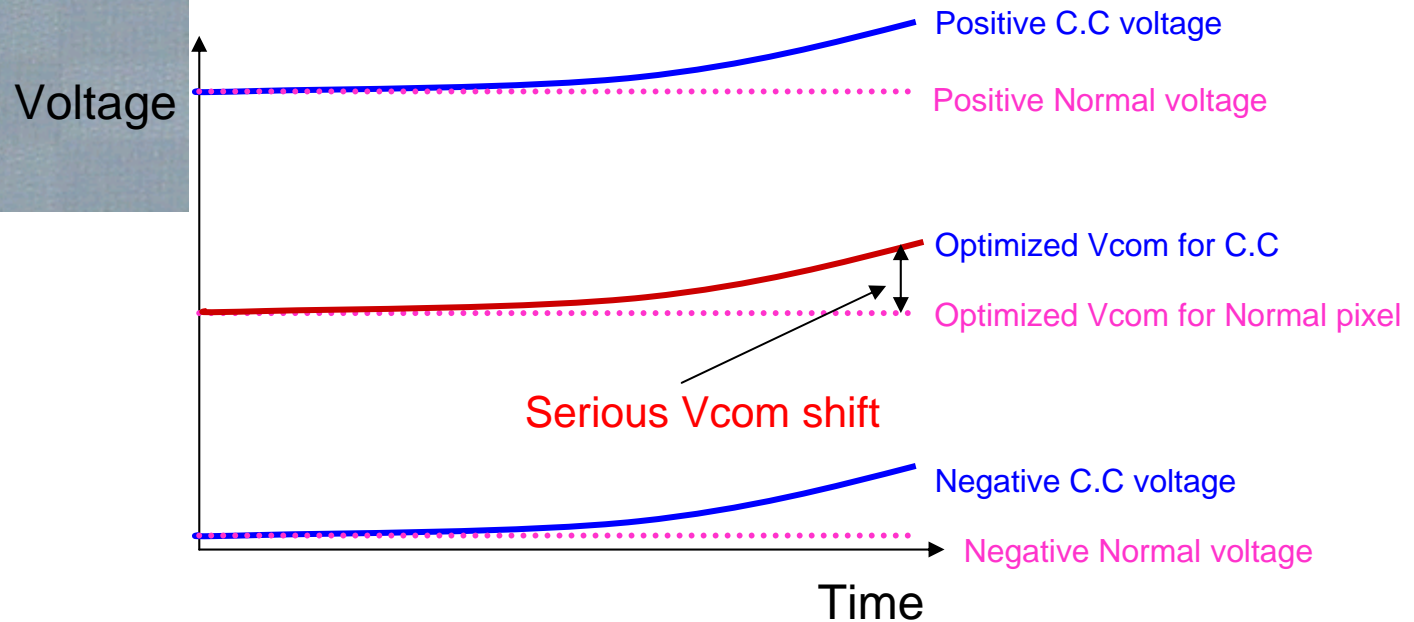 Positive C.C voltage
Voltage
Positive Normal voltage
Optimized Vcom for C.C
Optimized Vcom for Normal pixel
Serious Vcom shift
Negative C.C voltage
Negative Normal voltage
Time